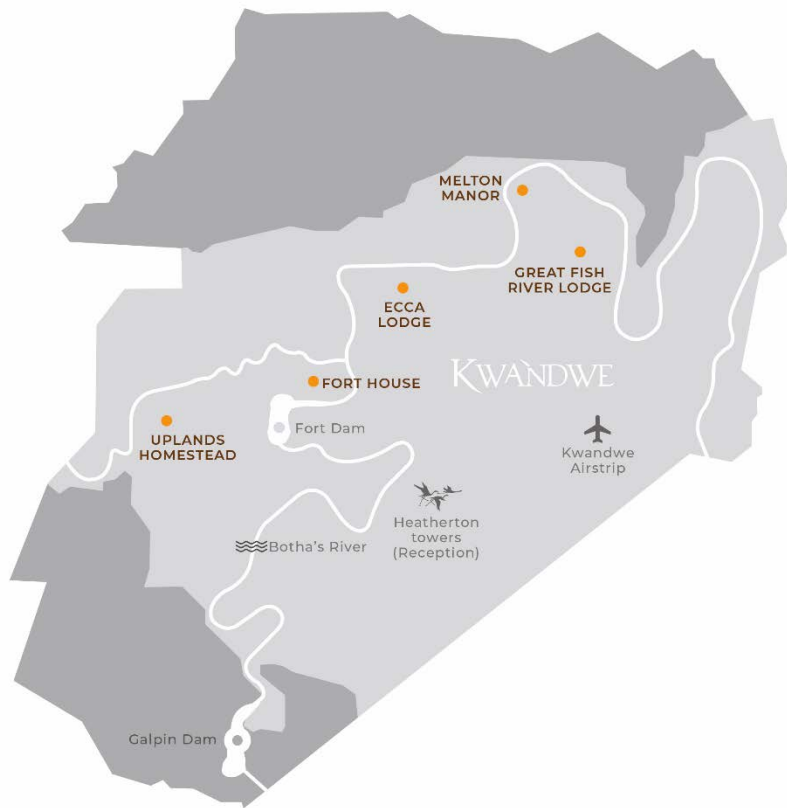 MELTON
MANOR
GREAT FISH
RIVER LODGE
ECCA
LODGE
KWANDWE
FORT HOUSE
UPLANDS
HOMESTEAD
Fort Dam
Kwandwe
Airstrip
Heatherton
towers
(Reception)
Botha's River
Galpin Dam